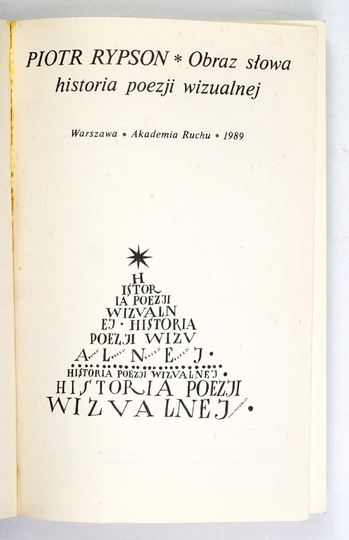 PIOTR RYPSON * Obraz słowa
historia poezji wizualnej
Warszawa * Akademia Ruchu * 1989
H
ISTOR
IA POEZJI
WIZUALN
EJ · HISTORIA
POEZJI WIZU
A L N E J ·
HISTORIA POEZJI WIZUALNEJ ·
HISTORIA POEZJI
WIZUALNEJ ·